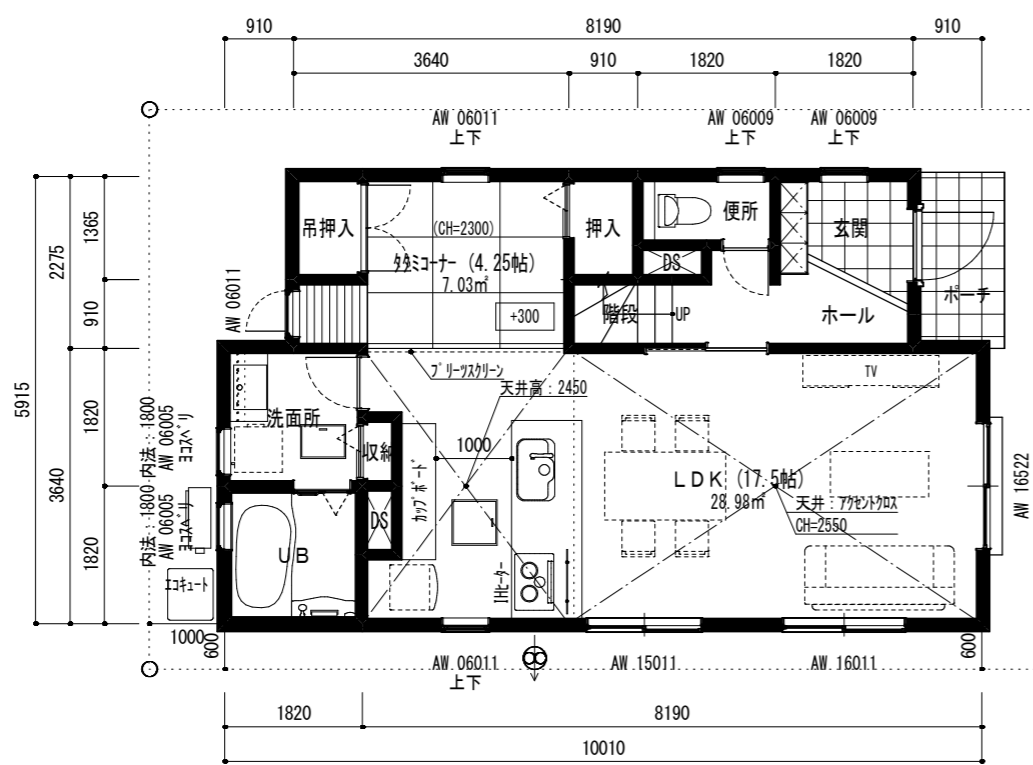 910
8190
910
3640
910
1820
1820
AW 06011
上下
AW 06009
上下
AW 06009
上下
5915
2275
3640
1365
910
1820
1820
吊押入
(CH=2300)
タタミコーナー (4.25帖)
7.03㎡
+300
押入
便所
DS
階段
UP
玄関
ホール
ポーチ
AW 06011
プリーツスクリーン
天井高:2450
TV
洗面所
収納
カップボード
1000
LDK (17.5帖)
28.98㎡
天井:アクセントクロス
CH=2550
AW 16522
内法:1800
AW 06005
ヨコスベリ
内法:1800
AW 06005
ヨコスベリ
DS
UB
IHヒーター
エコキュート
1000
600
600
AW 06011
上下
AW 15011
AW 16011
1820
8190
10010